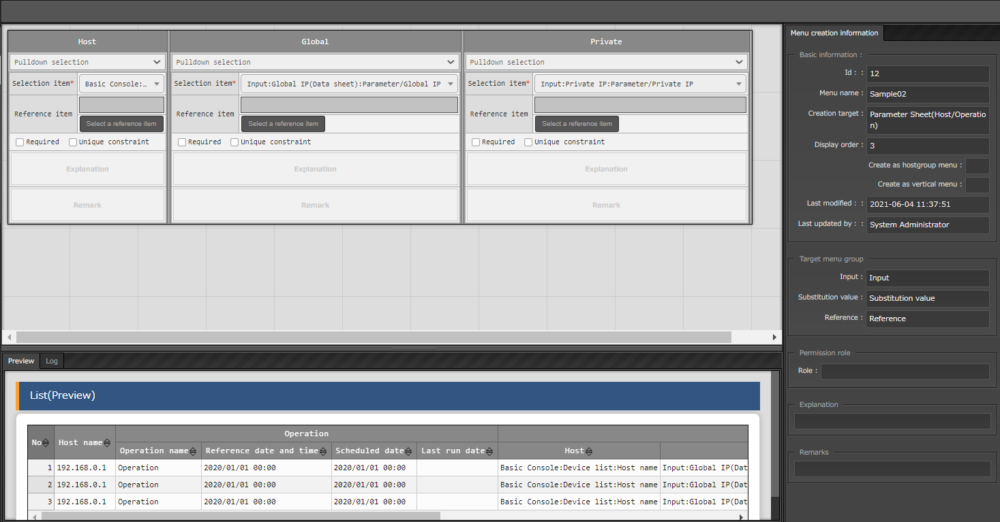 Host
Global
Private
Pulldown selection
Pulldown selection
Pulldown selection
Selection item*
Basic Console:…
Selection item*
Input:Global IP(Data sheet):Parameter/Global IP
Selection item*
Input:Private IP:Parameter/Private IP
Reference item
Select a reference item
Reference item
Select a reference item
Reference item
Select a reference item
Required
Unique constraint
Required
Unique constraint
Required
Unique constraint
Explanation
Explanation
Explanation
Remark
Remark
Remark
Menu creation information
Basic information :
Id : :
12
Menu name :
Sample02
Creation target :
Parameter Sheet(Host/Operatio
n)
Display order :
3
Create as hostgroup menu :
Create as vertical menu :
Last modified : :
2021-06-04 11:37:51
Last updated by : :
System Administrator
Target menu group
Input :
Input
Substitution value :
Substitution value
Reference :
Reference
Permission role
Role :
Explanation
Remarks
Preview
Log
List(Preview)
No
Host name
Operation
Operation name
Reference date and time
Scheduled date
Last run date
Host
1
192.168.0.1
Operation
2020/01/01 00:00
2020/01/01 00:00
Basic Console:Device list:Host name
Input:Global IP(Dat
2
192.168.0.1
Operation
2020/01/01 00:00
2020/01/01 00:00
Basic Console:Device list:Host name
Input:Global IP(Dat
3
192.168.0.1
Operation
2020/01/01 00:00
2020/01/01 00:00
Basic Console:Device list:Host name
Input:Global IP(Dat